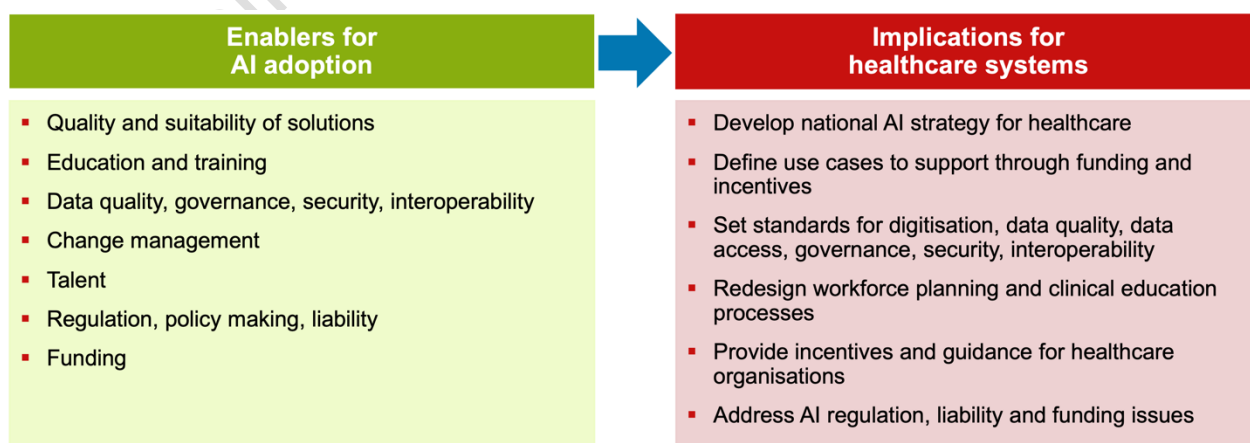 Enablers for
AI adoption
Quality and suitability of solutions
Education and training
Data quality, governance, security, interoperability
Change management
Talent
Regulation, policy making, liability
Funding
Implications for
healthcare systems
Develop national AI strategy for healthcare
Define use cases to support through funding and
incentives
Set standards for digitisation, data quality, data
access, governance, security, interoperability
Redesign workforce planning and clinical education
processes
Provide incentives and guidance for healthcare
organisations
Address AI regulation, liability and funding issues